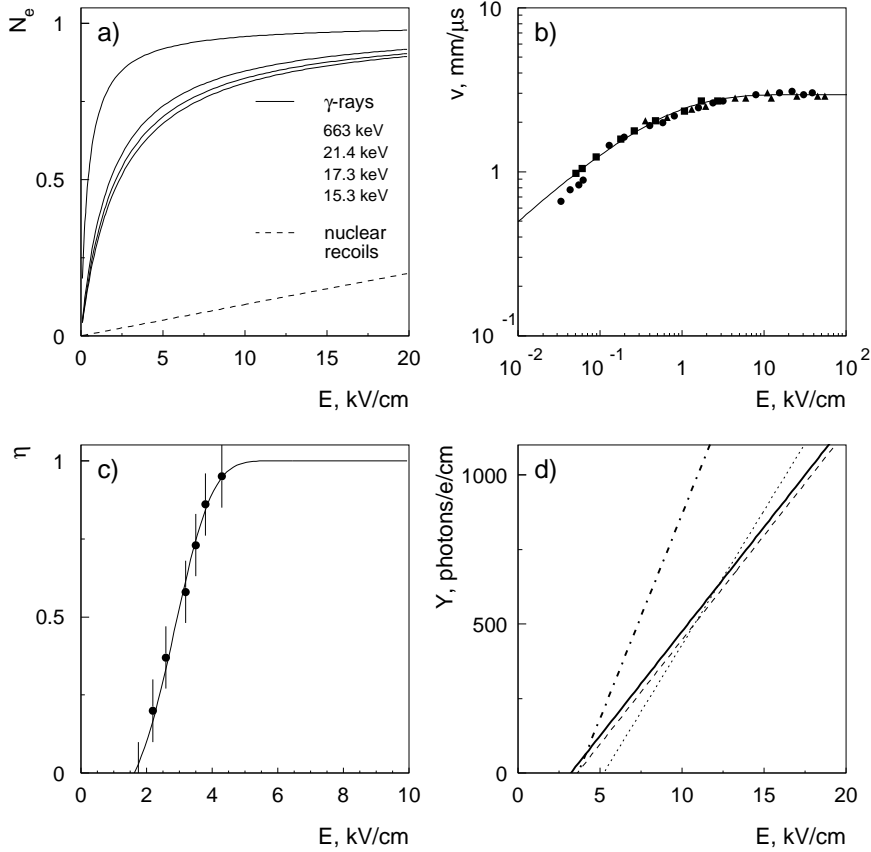 a)
N_e
1
0.5
0
γ-rays
663 keV
21.4 keV
17.3 keV
15.3 keV
nuclear
recoils
0 5 10 15 20
E, kV/cm
b)
v, mm/μs
10
1
10^-1
10^-2 10^-1 1 10 10^2
E, kV/cm
c)
η
1
0.5
0
0 2 4 6 8 10
E, kV/cm
d)
Y, photons/e/cm
1000
500
0
0 5 10 15 20
E, kV/cm